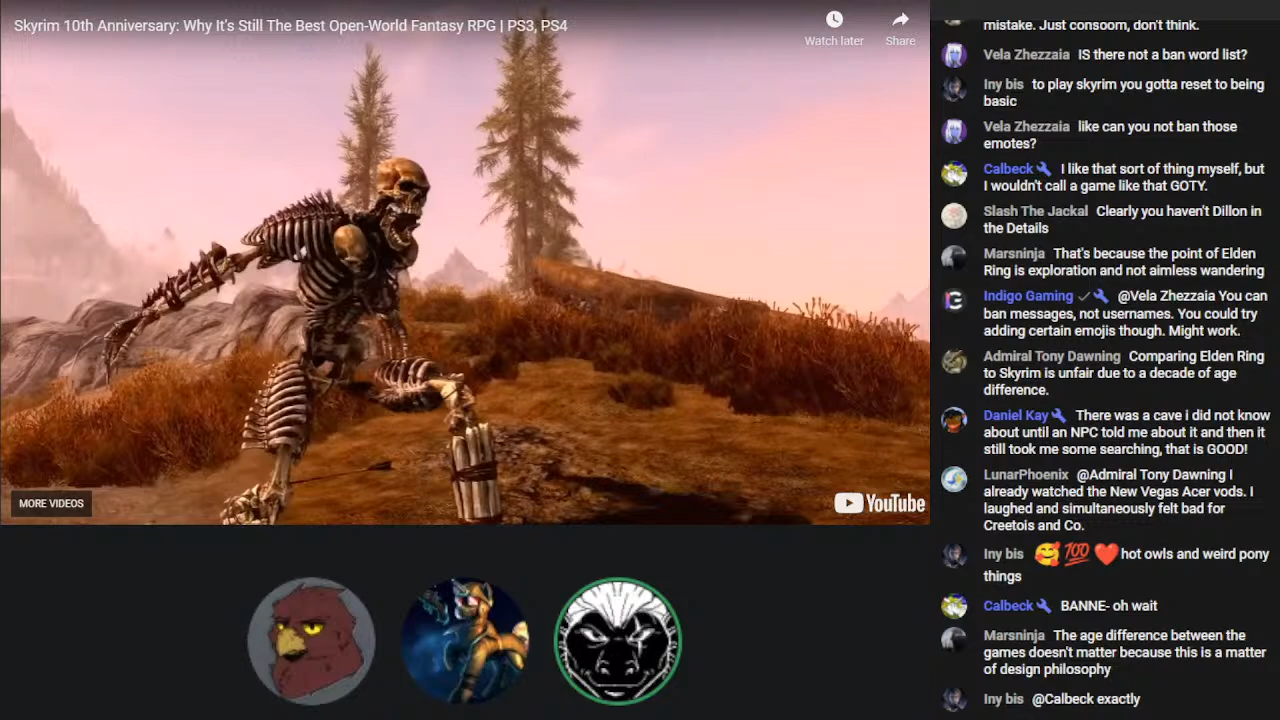 Skyrim 10th Anniversary: Why It's Still The Best Open-World Fantasy RPG | PS3, PS4
Watch later
Share
MORE VIDEOS
YouTube
mistake. Just consoom, don't think.
Vela Zhezzaia IS there not a ban word list?
Iny bis to play skyrim you gotta reset to being
basic
Vela Zhezzaia like can you not ban those
emotes?
Calbeck I like that sort of thing myself, but
I wouldn't call a game like that GOTY.
Slash The Jackal Clearly you haven't Dillon in
the Details
Marsninja That's because the point of Elden
Ring is exploration and not aimless wandering
Indigo Gaming @Vela Zhezzaia You can
ban messages, not usernames. You could try
adding certain emojis though. Might work.
Admiral Tony Dawning Comparing Elden Ring
to Skyrim is unfair due to a decade of age
difference.
Daniel Kay There was a cave i did not know
about until an NPC told me about it and then it
still took me some searching, that is GOOD!
LunarPhoenix @Admiral Tony Dawning I
already watched the New Vegas Acer vods. I
laughed and simultaneously felt bad for
Creetois and Co.
Iny bis 🥰💯❤️hot owls and weird pony
things
Calbeck BANNE- oh wait
Marsninja The age difference between the
games doesn't matter because this is a matter
of design philosophy
Iny bis @Calbeck exactly